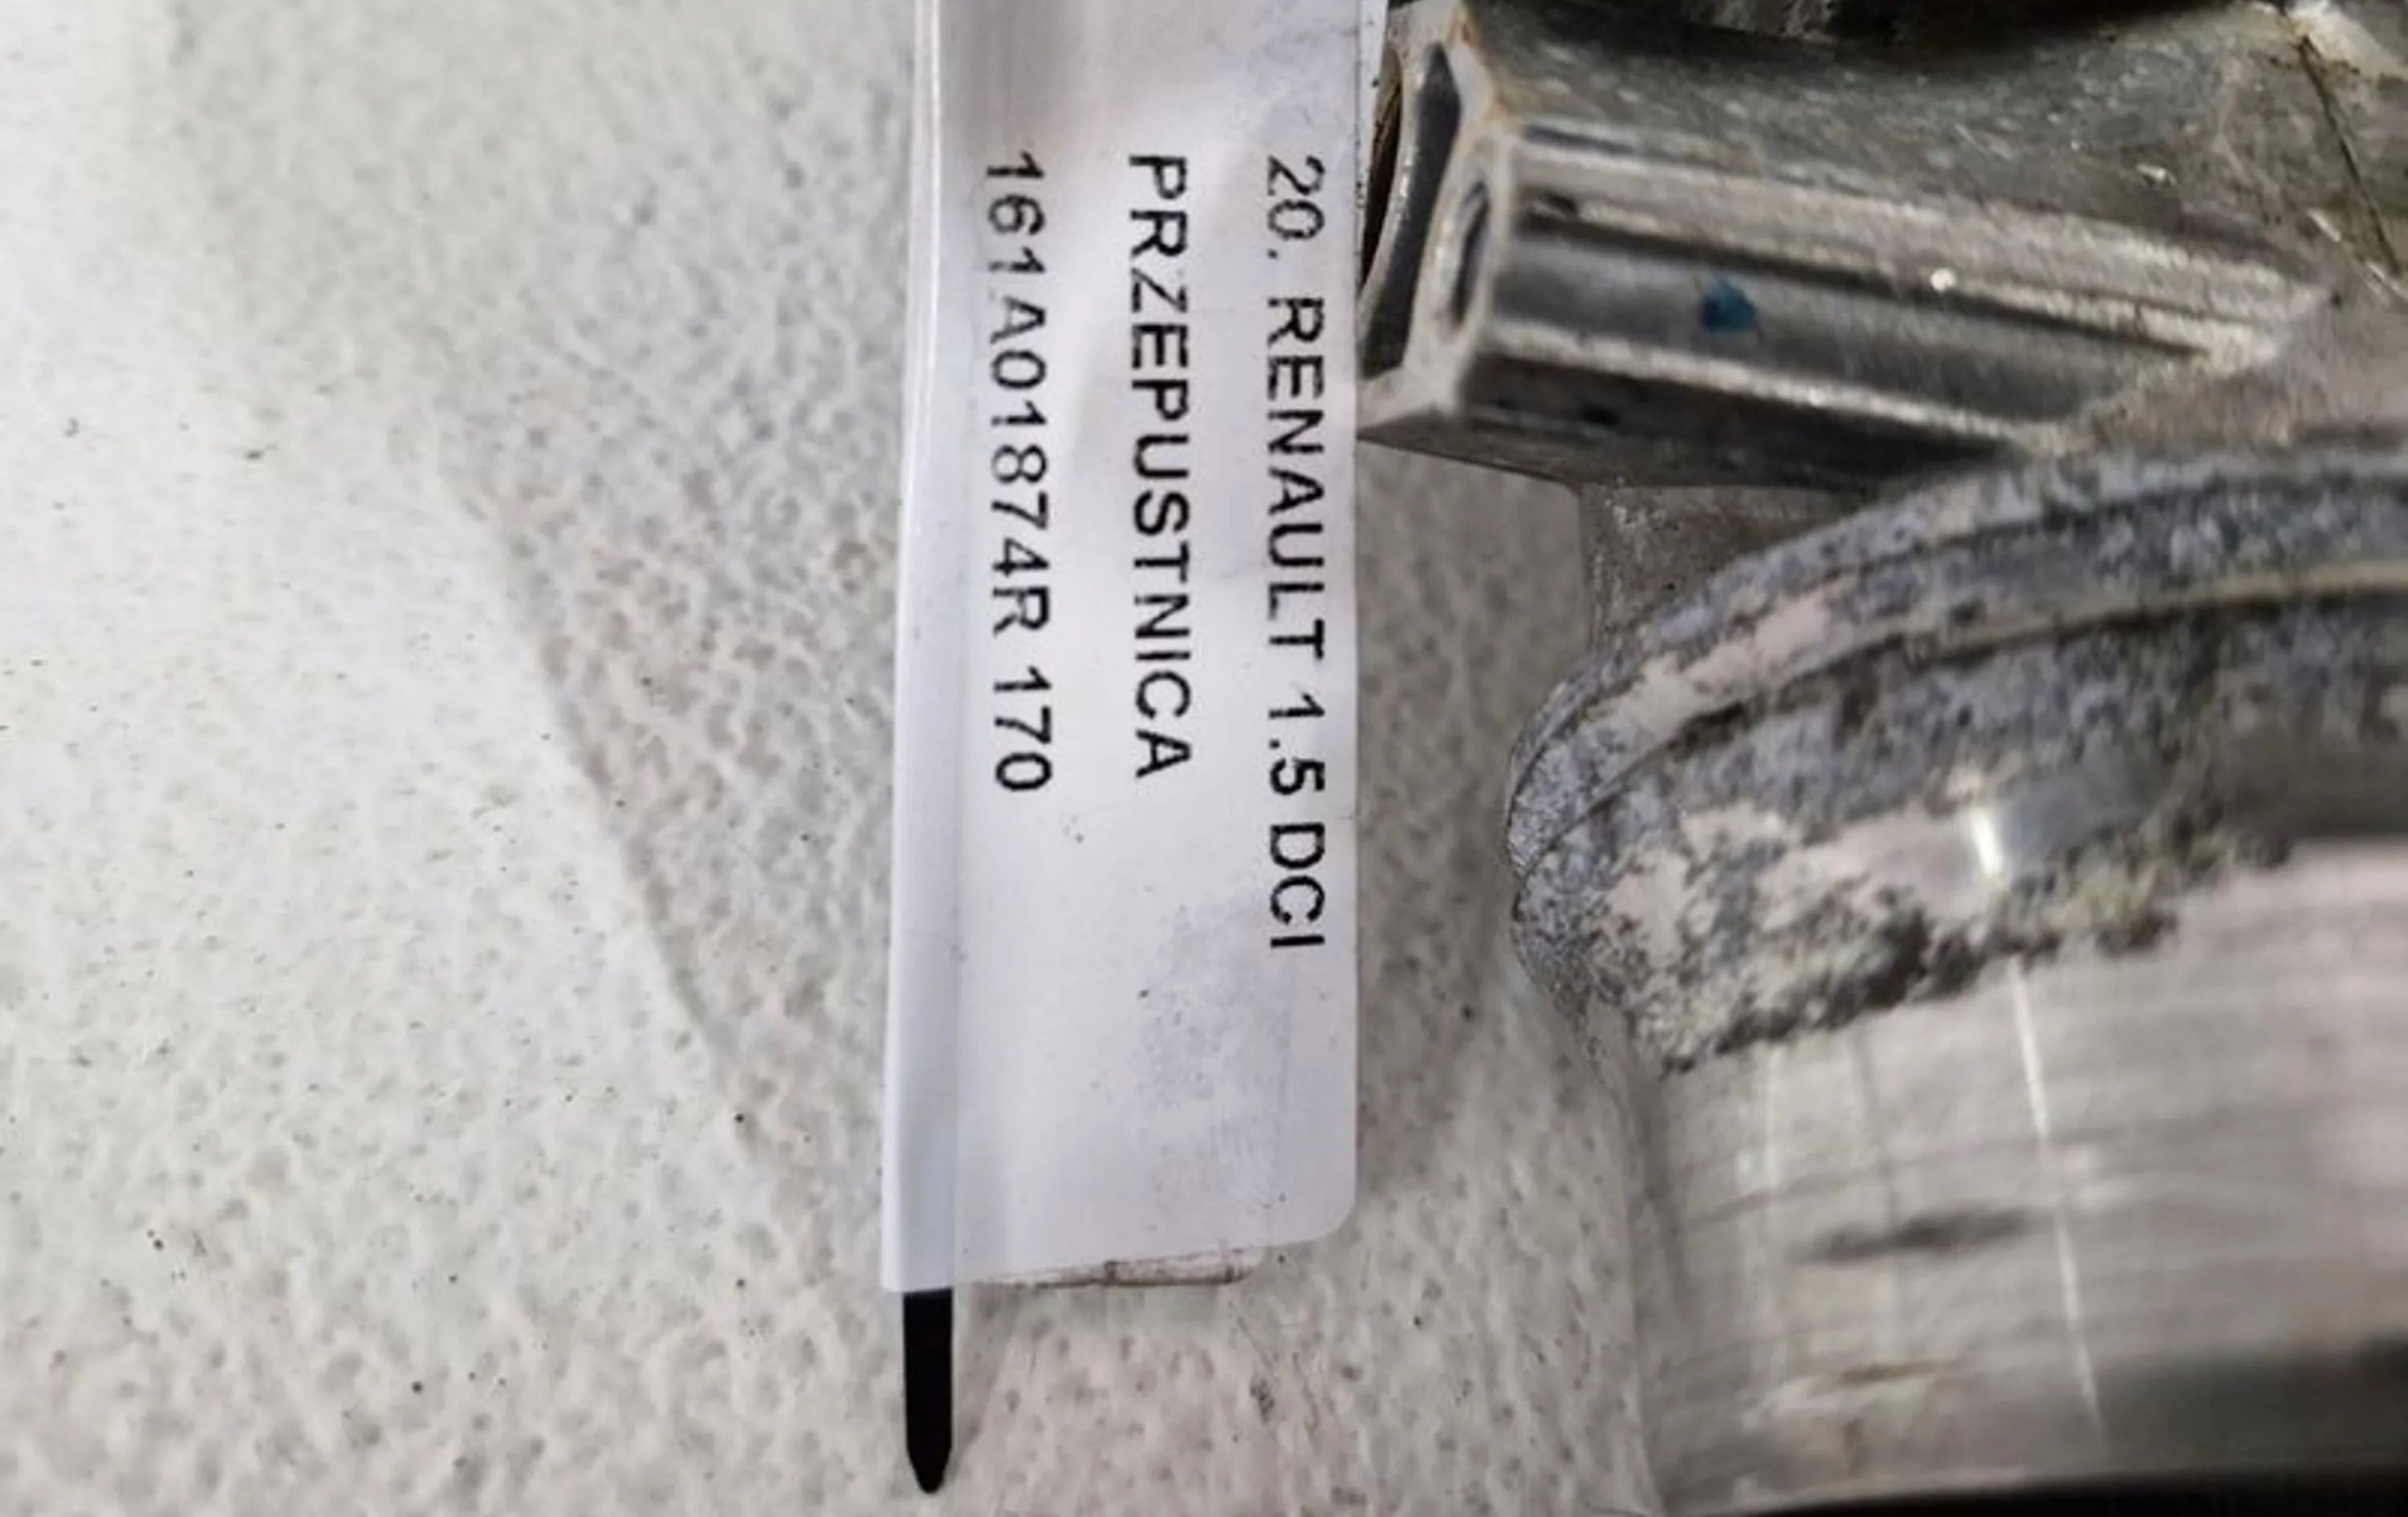 20. RENAULT 1.5 DCI
PRZEPUSTNICA
161A01874R 170